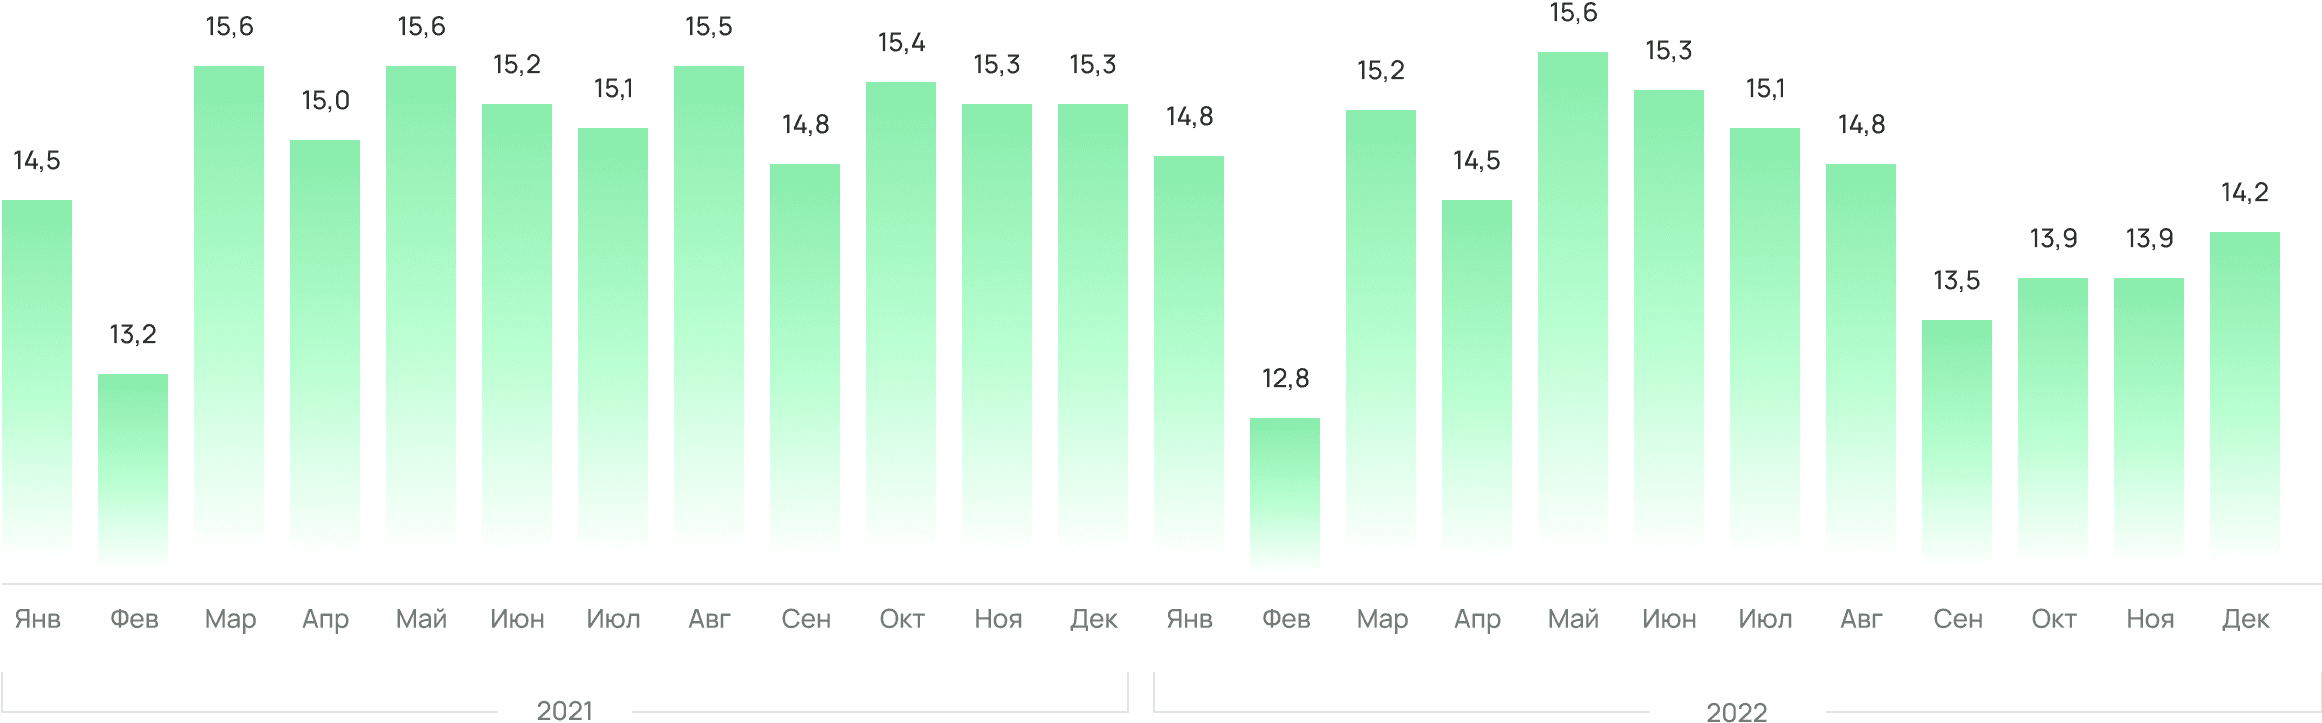 14,5 13,2 15,6 15,0 15,6 15,2 15,1 15,5 14,8 15,4 15,3 15,3 14,8 12,8 15,2 14,5 15,6 15,3 15,1 14,8 13,5 13,9 13,9 14,2
Янв Фев Мар Апр Май Июн Июл Авг Сен Окт Ноя Дек Янв Фев Мар Апр Май Июн Июл Авг Сен Окт Ноя Дек
2021 2022